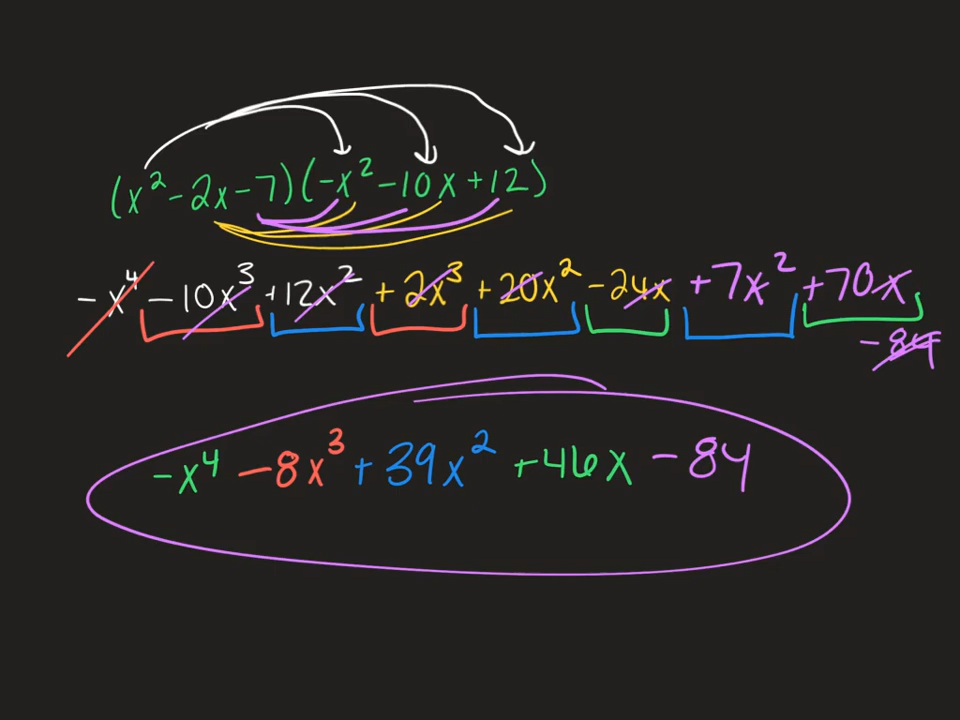 (x² - 2x - 7)(-x² - 10x + 12)
- x⁴ - 10x³ + 12x² + 2x³ + 20x² - 24x + 7x² + 70x
- 84
- x⁴ - 8x³ + 39x² + 46x - 84